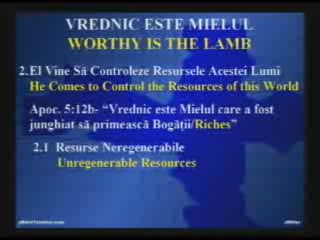 VREDNIC ESTE MIELUL
WORTHY IS THE LAMB
2.El Vine Să Controleze Resursele Acestei Lumi
He Comes to Control the Resources of this World
Apoc. 5:12b- "Vrednic este Mielul care a fost
junghiat să primească Bogăţii/Riches"
2.1 Resurse Neregenerabile
Unregenerable Resources